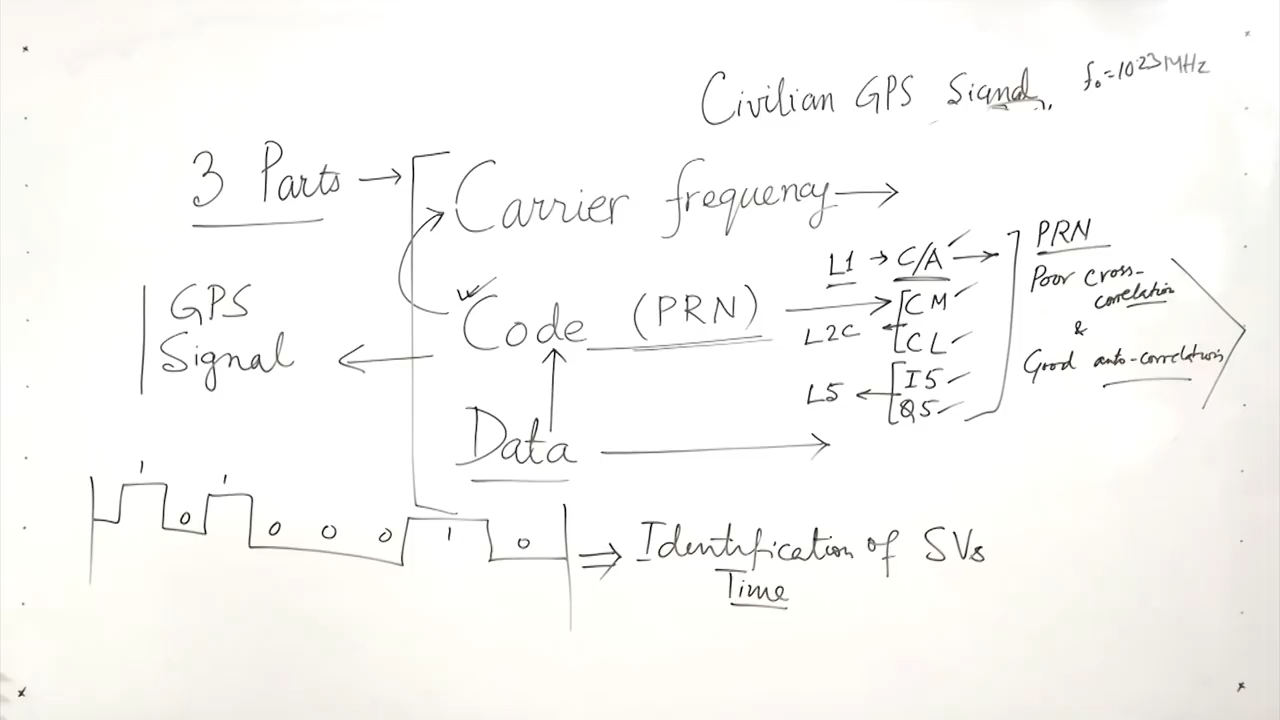 Civilian GPS Signal
f₀ = 10.23 MHz
3 Parts → Carrier frequency →
GPS
Signal
Code (PRN)
L1 → C/A →
L2C
CM
CL
L5
I5
Q5
PRN
Poor cross-
correlation
&
Good auto-correlation
Data
1 0 1 0 0 0 1 0
⇒ Identification of SVs
Time